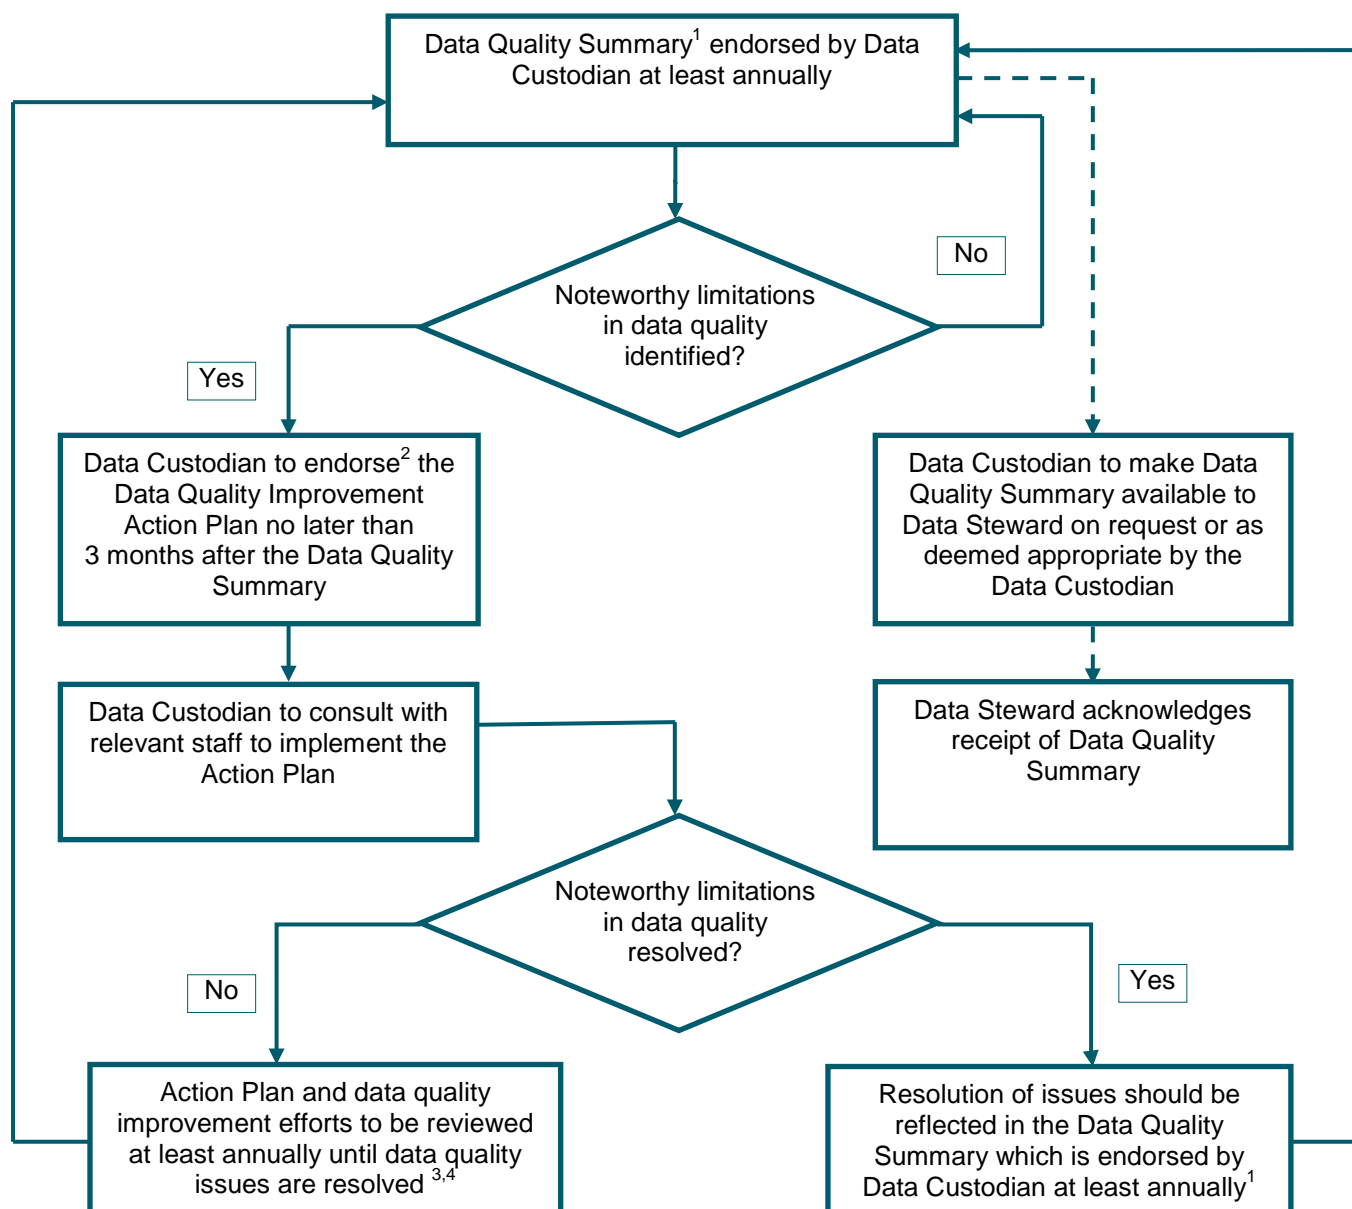 Data Quality Summary¹ endorsed by Data
Custodian at least annually
No
Noteworthy limitations
in data quality
identified?
Yes
Data Custodian to endorse² the
Data Quality Improvement
Action Plan no later than
3 months after the Data Quality
Summary
Data Custodian to make Data
Quality Summary available to
Data Steward on request or as
deemed appropriate by the
Data Custodian
Data Custodian to consult with
relevant staff to implement the
Action Plan
Data Steward acknowledges
receipt of Data Quality
Summary
Noteworthy limitations
in data quality
resolved?
No
Yes
Action Plan and data quality
improvement efforts to be reviewed
at least annually until data quality
issues are resolved ³,⁴
Resolution of issues should be
reflected in the Data Quality
Summary which is endorsed by
Data Custodian at least annually¹